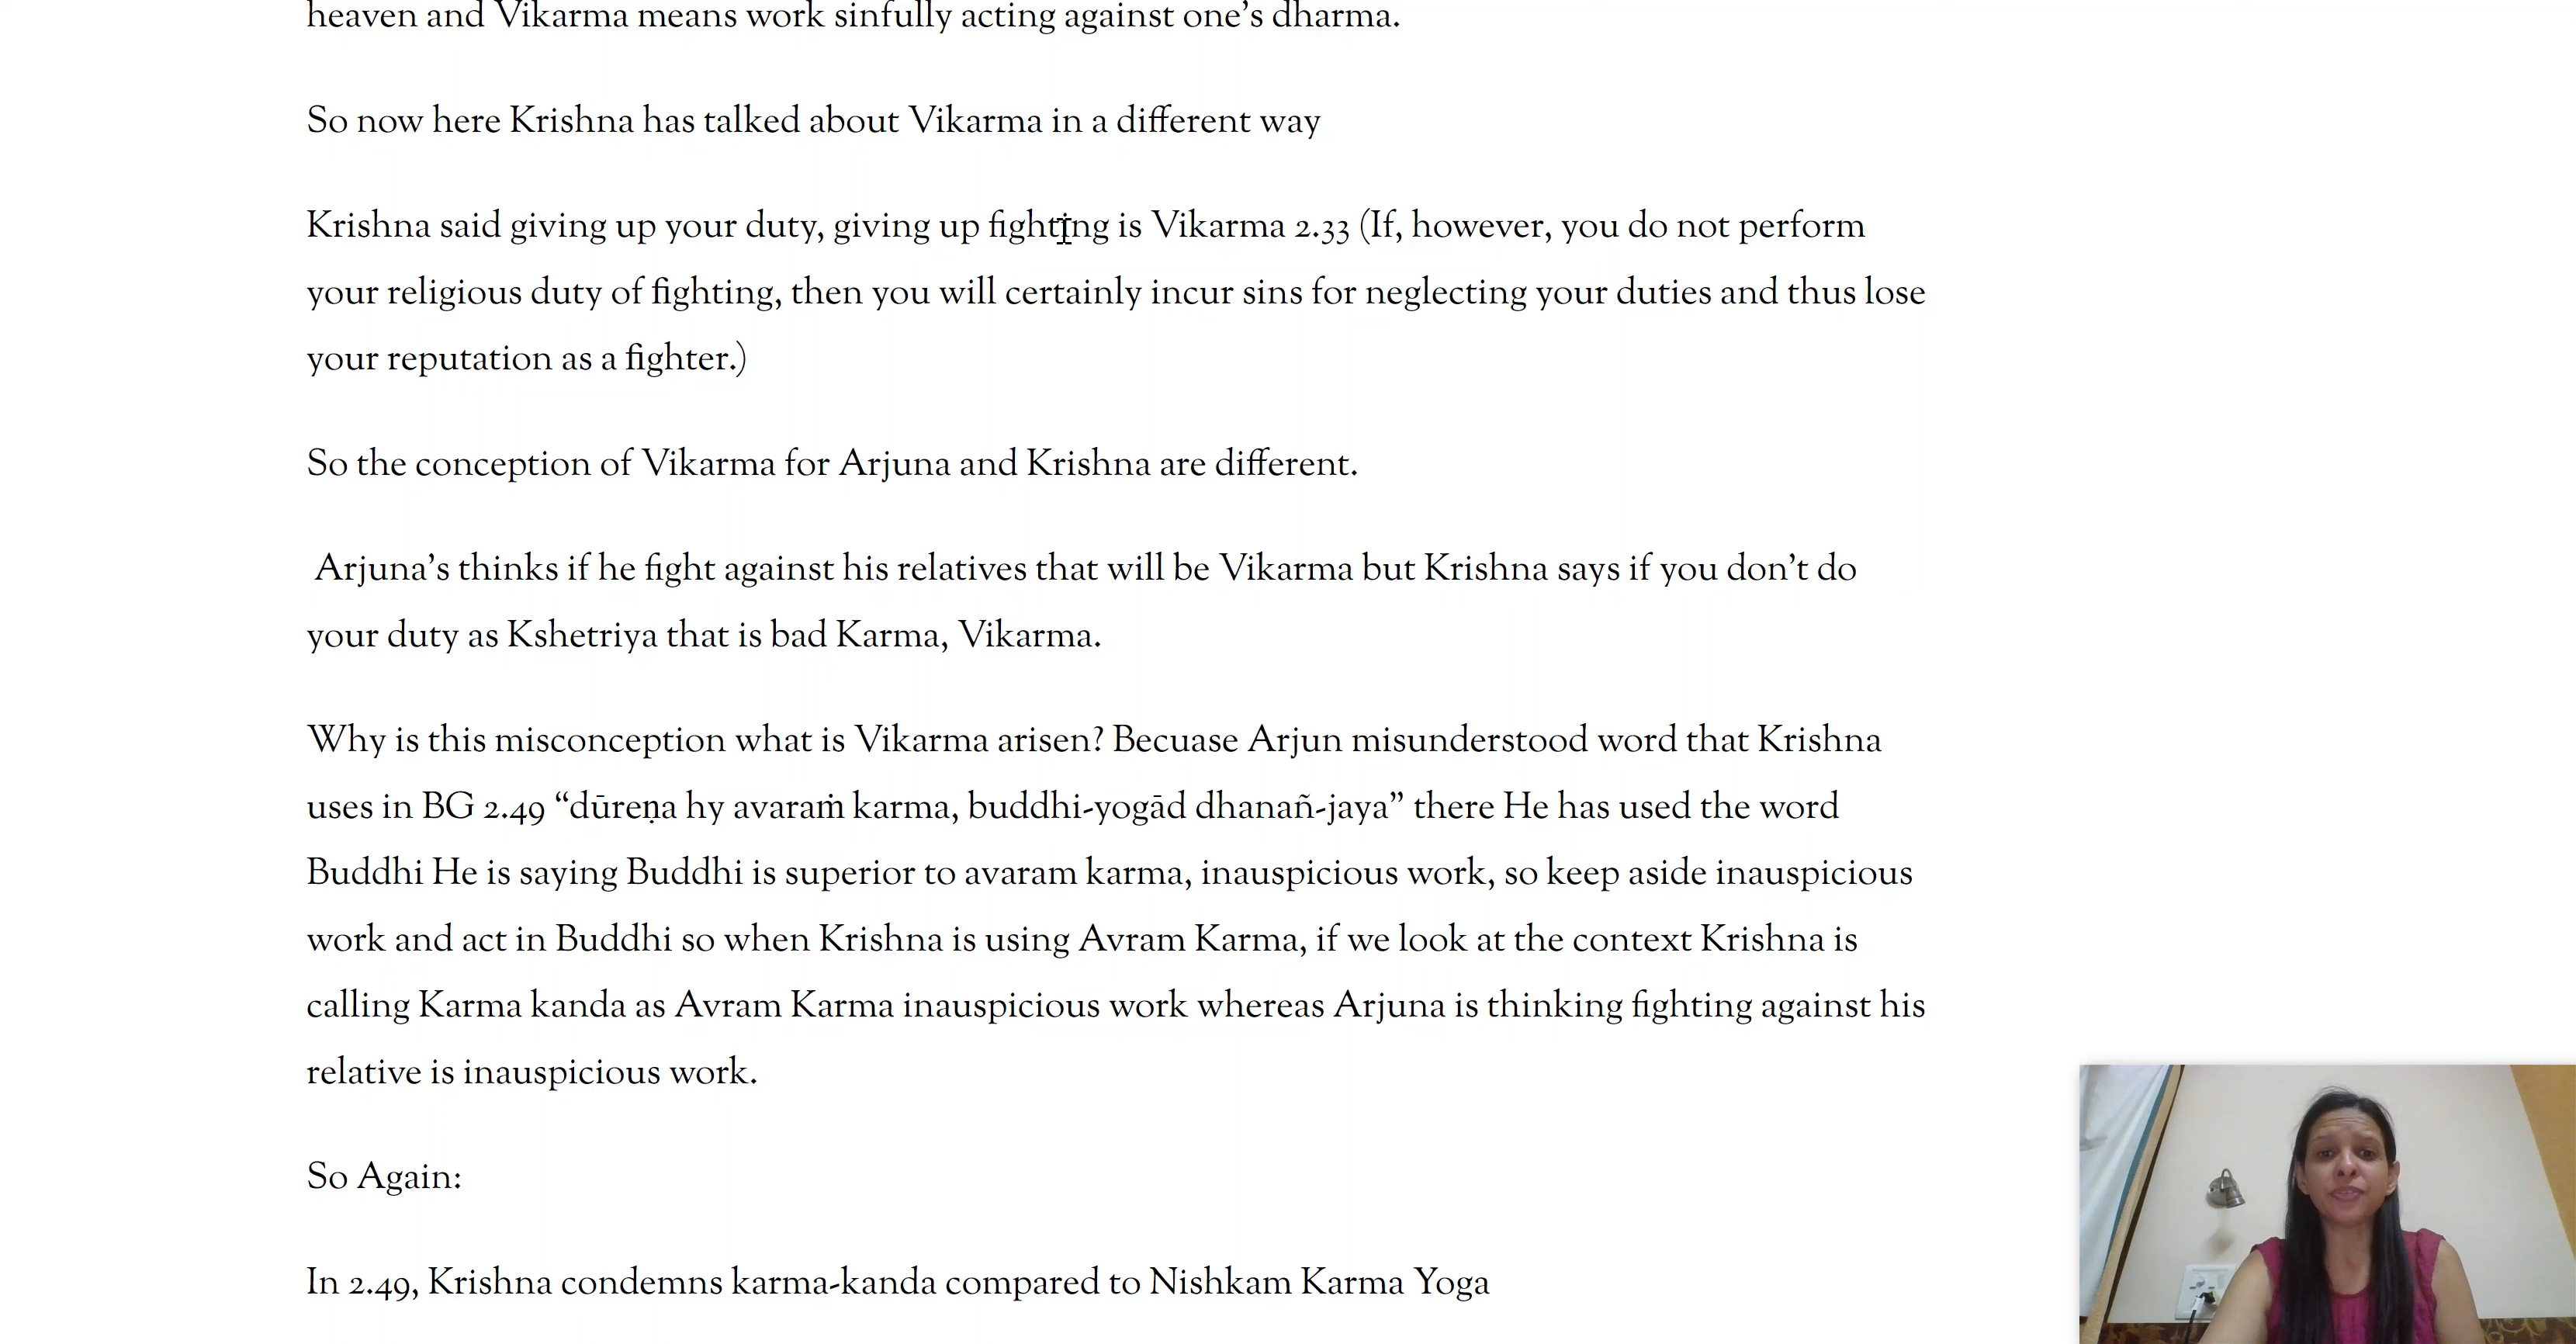 heaven and Vikarma means work sinfully acting against one’s dharma.
So now here Krishna has talked about Vikarma in a different way
Krishna said giving up your duty, giving up fighting is Vikarma 2.33 (If, however, you do not perform
your religious duty of fighting, then you will certainly incur sins for neglecting your duties and thus lose
your reputation as a fighter.)
So the conception of Vikarma for Arjuna and Krishna are different.
Arjuna’s thinks if he fight against his relatives that will be Vikarma but Krishna says if you don’t do
your duty as Kshetriya that is bad Karma, Vikarma.
Why is this misconception what is Vikarma arisen? Becuase Arjun misunderstood word that Krishna
uses in BG 2.49 “dūreṇa hy avaraṁ karma, buddhi-yogād dhanañ-jaya” there He has used the word
Buddhi He is saying Buddhi is superior to avaram karma, inauspicious work, so keep aside inauspicious
work and act in Buddhi so when Krishna is using Avram Karma, if we look at the context Krishna is
calling Karma kanda as Avram Karma inauspicious work whereas Arjuna is thinking fighting against his
relative is inauspicious work.
So Again:
In 2.49, Krishna condemns karma-kanda compared to Nishkam Karma Yoga